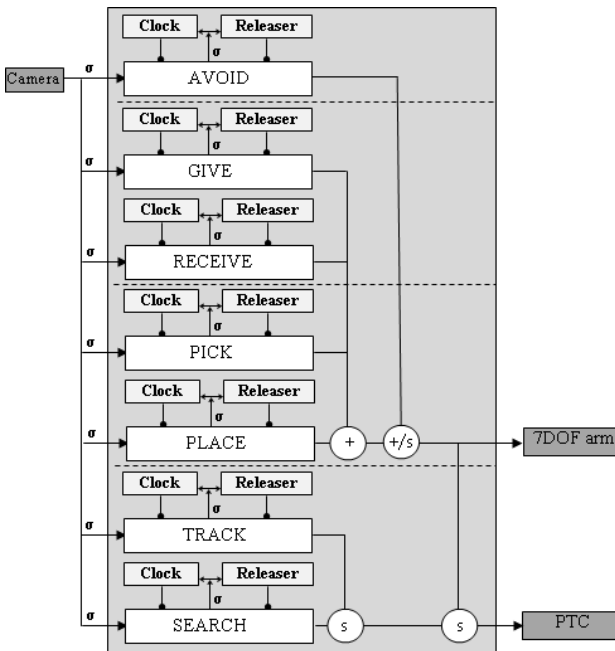 Clock Releaser
σ
Camera σ AVOID
Clock Releaser
σ
σ GIVE
Clock Releaser
σ
σ RECEIVE
Clock Releaser
σ
σ PICK
Clock Releaser
σ
σ PLACE + +/s 7DOF arm
Clock Releaser
σ
σ TRACK
Clock Releaser
σ
σ SEARCH s s PTC